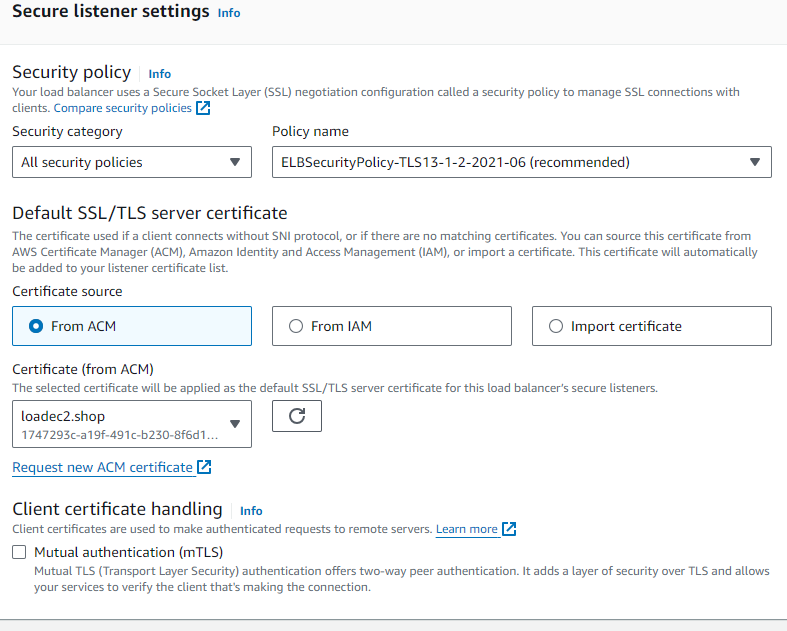 Secure listener settings Info
Security policy Info
Your load balancer uses a Secure Socket Layer (SSL) negotiation configuration called a security policy to manage SSL connections with
clients. Compare security policies
Security category Policy name
All security policies ELBSecurityPolicy-TLS13-1-2-2021-06 (recommended)
Default SSL/TLS server certificate
The certificate used if a client connects without SNI protocol, or if there are no matching certificates. You can source this certificate from
AWS Certificate Manager (ACM), Amazon Identity and Access Management (IAM), or import a certificate. This certificate will automatically
be added to your listener certificate list.
Certificate source
From ACM From IAM Import certificate
Certificate (from ACM)
The selected certificate will be applied as the default SSL/TLS server certificate for this load balancer's secure listeners.
loadec2.shop
1747293c-a19f-491c-b230-8f6d1...
Request new ACM certificate
Client certificate handling Info
Client certificates are used to make authenticated requests to remote servers. Learn more
Mutual authentication (mTLS)
Mutual TLS (Transport Layer Security) authentication offers two-way peer authentication. It adds a layer of security over TLS and allows
your services to verify the client that's making the connection.